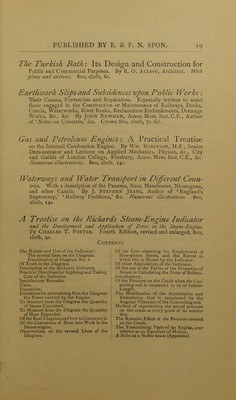 PUBLISHED BY E. & F. N. SPON. 19
The Turkish Bath: Its Design and Construction for
Public and Commercial Purposes. By R. O. ALLSOP, Architect. With
plans and sections. 8vo, cloth, 6s.
Earthwork Slips and Subsidences upon Public Works:
Their Causes, Prevention and Reparation. Especially written to assist
those engaged in the Construction or Maintenance of Railways, Docks,
Canals, Waterworks, River Banks, Reclamation Embankments, Drainage
Works, &c., &c. By JOHN NEWMAN, Assoc. Mem. Inst. C.E., Author
of 'Notes on Concrete,' &c. Crown 8vo, cloth, 7s. 6d.
Gas and Petroleum Engines: A Practical Treatise
on the Internal Combustion Engine. By WM. ROBINSON, M.E., Senior
Demonstrator and Lecturer on Applied Mechanics, Physics, &c., City
and Guilds of London College, Finsbury, Assoc. Mem. Inst. C.E., &c.
Numerous illustrations. 8vo, cloth, 14s.
Waterways and Water Transport in Different Coun-
tries. With a description of the Panama, Suez, Manchester, Nicaraguan,
and other Canals. By J. STEPHEN JEANS, Author of 'England's
Supremacy,' 'Railway Problems,' &c. Numerous illustrations. 8vo,
cloth, 14s.
A Treatise on the Richards Steam-Engine Indicator
and the Development and Application of Force in the Steam-Engine.
By CHARLES T. PORTER. Fourth Edition, revised and enlarged, 8vo,
cloth, 9s.
CONTENTS.
The Nature and Use of the Indicator:
The several lines on the Diagram.
Examination of Diagram No. 1.
Of Truth in the Diagram.
Description of the Richards Indicator.
Practical Directions for Applying and Taking
Care of the Indicator.
Introductory Remarks.
Units.
Expansion.
Directions for ascertaining from the Diagram
the Power exerted by the Engine.
To Measure from the Diagram the Quantity
of Steam Consumed.
To Measure from the Diagram the Quantity
of Heat Expended.
Of the Real Diagram, and how to Construct it.
Of the Conversion of Heat into Work in the
Steam-engine.
Observations on the several Lines of the
Diagram.
Of the Loss attending the Employment of
Slow-piston Speed, and the Extent to
which this is Shown by the Indicator.
Of other Applications of the Indicator.
Of the use of the Tables of the Properties of
Steam in Calculating the Duty of Boilers.
Introductory.
Of the Pressure on the Crank when the Con-
necting-rod is conceived to be of Infinite
Length.
The Modification of the Acceleration and
Retardation that is occasioned by the
Angular Vibration of the Connecting-rod.
Method of representing the actual pressure
on the crank at every point of its revolu-
tion.
The Rotative Effect of the Pressure exerted
on the Crank.
The Transmitting Parts of an Engine, con-
sidered as an Equaliser of Motion.
A Ride on a Buffer-beam (Appendix).